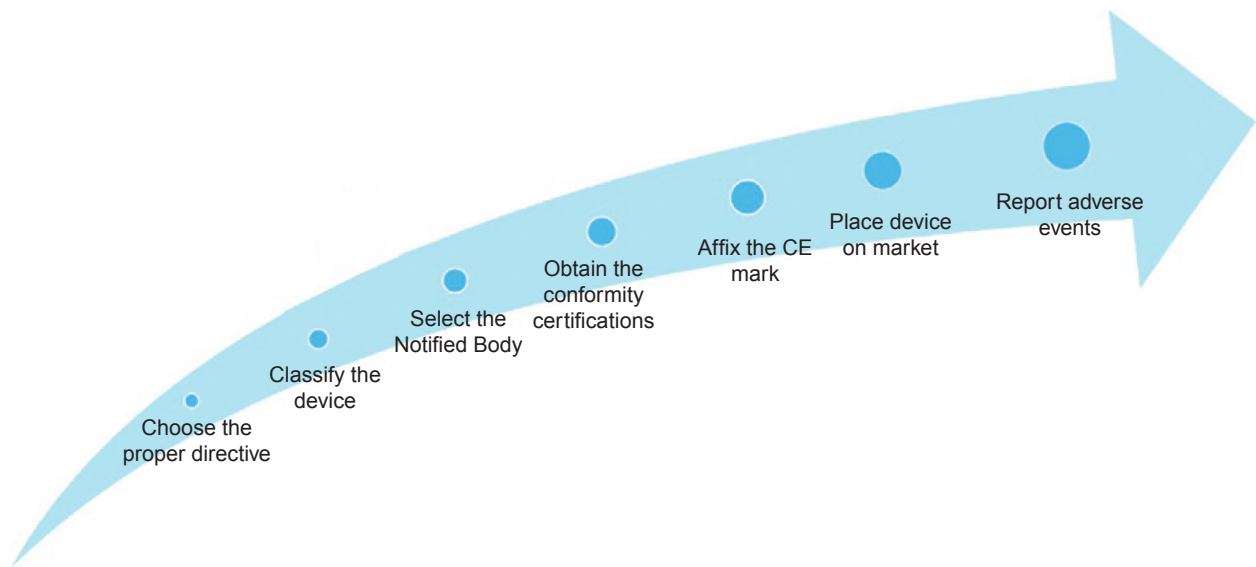 Choose the
proper directive
Classify the
device
Select the
Notified Body
Obtain the
conformity
certifications
Affix the CE
mark
Place device
on market
Report adverse
events